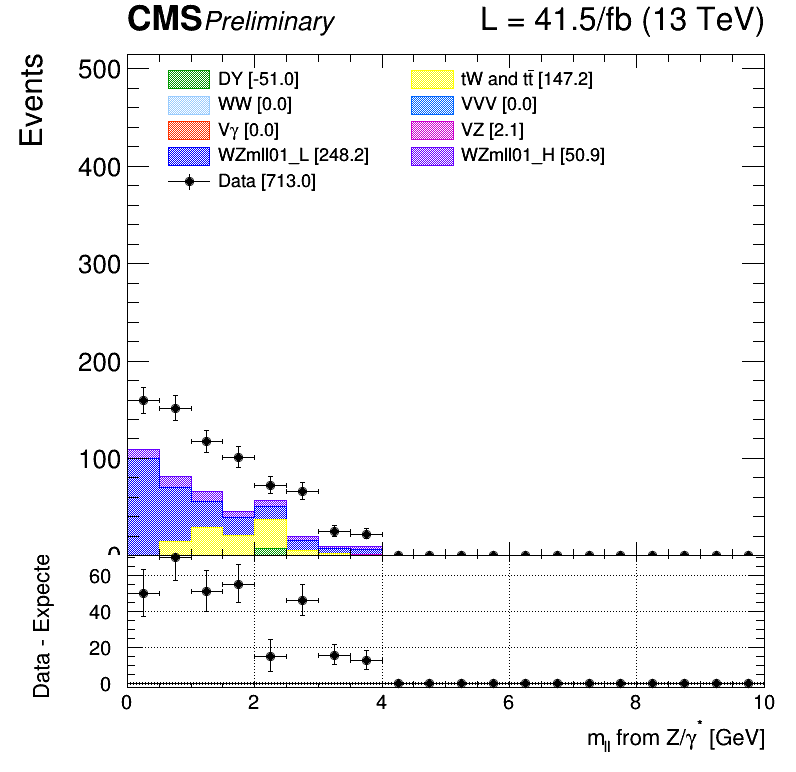 CMS Preliminary L = 41.5/fb (13 TeV)
Events
500
400
300
200
100
0
DY [-51.0]
tW and tt̄ [147.2]
WW [0.0]
VVV [0.0]
Vγ [0.0]
VZ [2.1]
WZmll01_L [248.2]
WZmll01_H [50.9]
Data [713.0]
Data - Expecte
60
40
20
0
0 2 4 6 8 10
m_ll from Z/γ* [GeV]